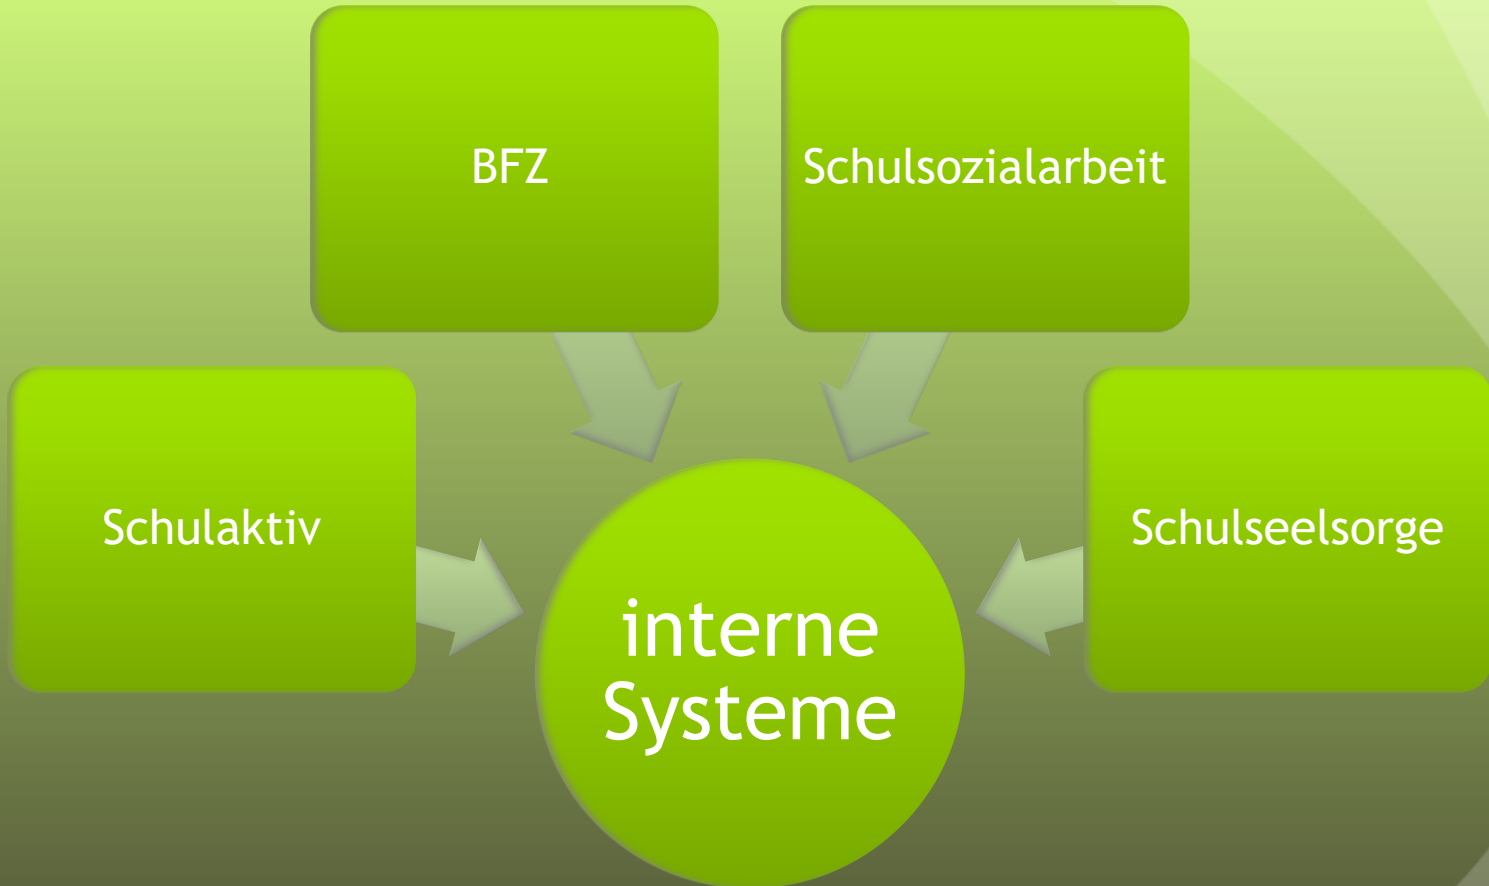 BFZ
Schulsozialarbeit
Schulaktiv
Schulseelsorge
interne
Systeme